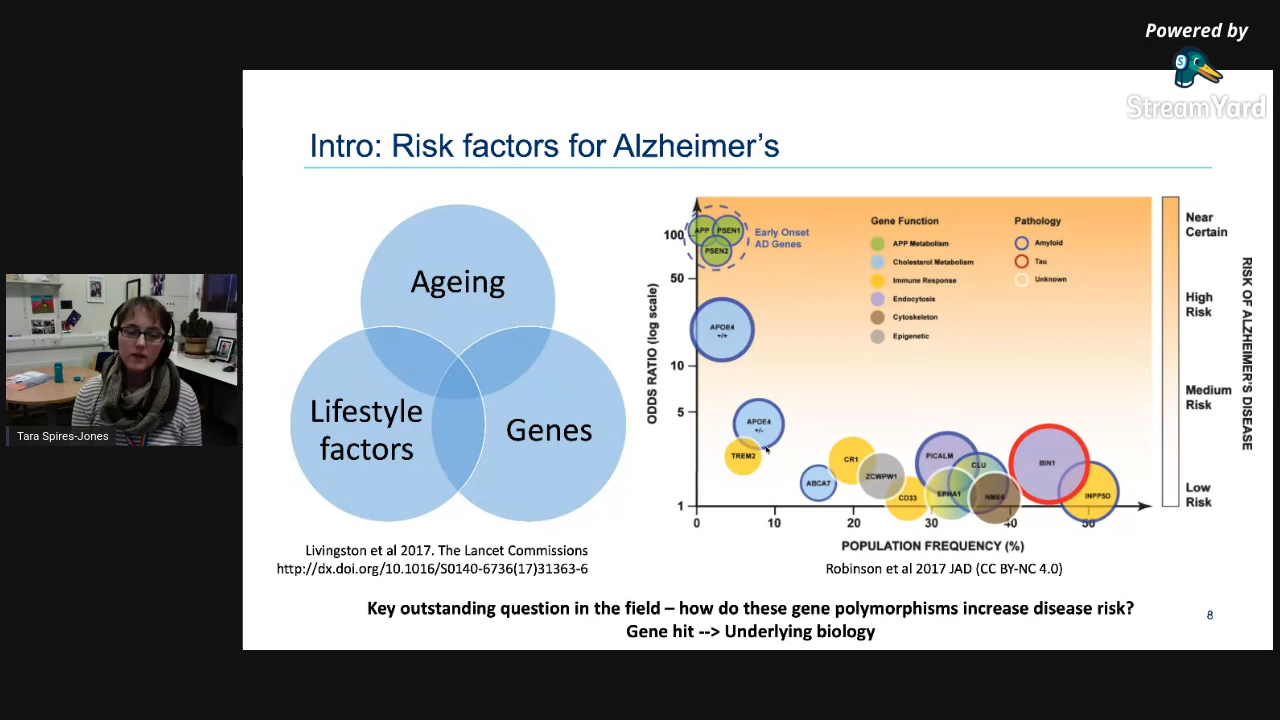 Powered by
StreamYard
Intro: Risk factors for Alzheimer's
Ageing
Lifestyle
factors
Genes
Livingston et al 2017. The Lancet Commissions
http://dx.doi.org/10.1016/S0140-6736(17)31363-6
ODDS RATIO (log scale)
100
50
10
5
1
0
10
20
30
40
50
POPULATION FREQUENCY (%)
APP
PSEN1
PSEN2
Early Onset
AD Genes
APOE4
+/+
APOE4
+/-
TREM2
ABCA7
CR1
ZCWPW1
CD33
PICALM
EPHA1
CLU
NME8
BIN1
INPP5D
Gene Function
APP Metabolism
Cholesterol Metabolism
Immune Response
Endocytosis
Cytoskeleton
Epigenetic
Pathology
Amyloid
Tau
Unknown
Near
Certain
High
Risk
Medium
Risk
Low
Risk
RISK OF ALZHEIMER'S DISEASE
Robinson et al 2017 JAD (CC BY-NC 4.0)
Key outstanding question in the field – how do these gene polymorphisms increase disease risk?
Gene hit --> Underlying biology
8
Tara Spires-Jones